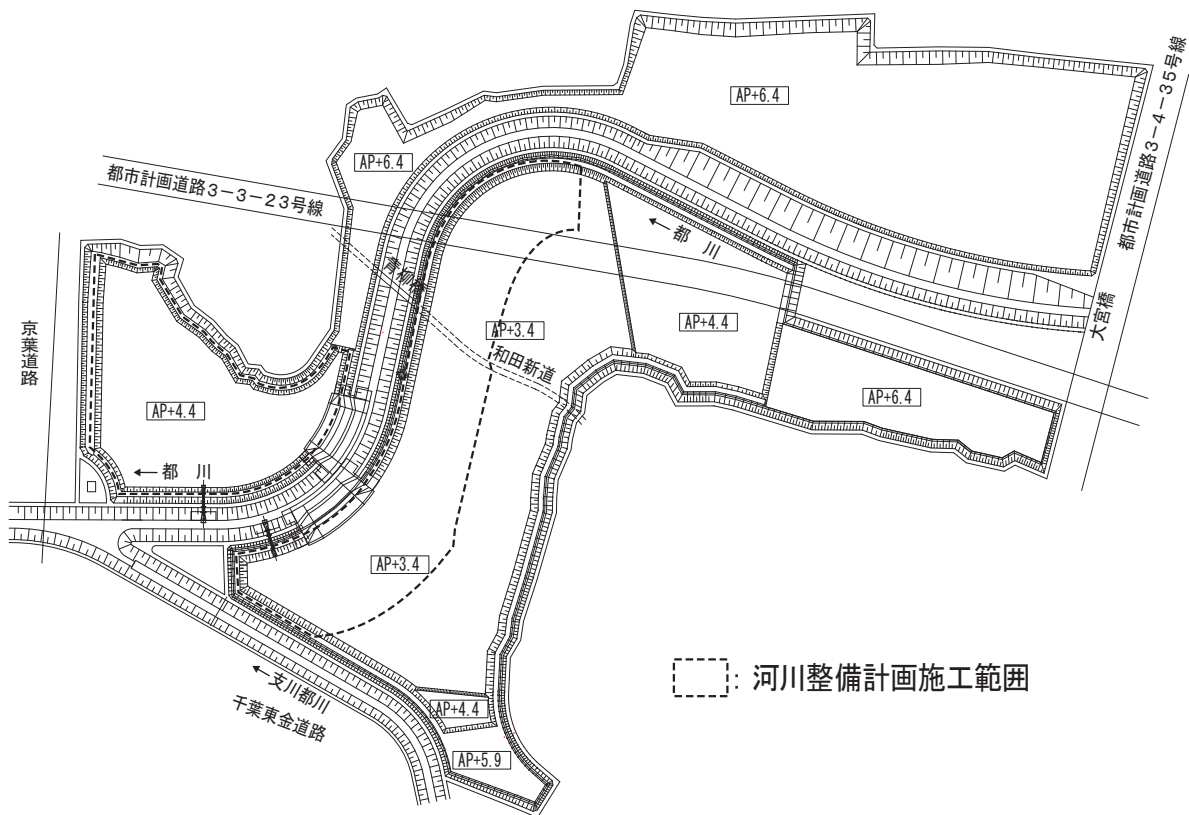 AP+6.4
都市計画道路3-4-35号線
AP+6.4
都市計画道路3-3-23号線
←都 川
青柳
大宮橋
京葉道路
AP+3.4
AP+4.4
和田新道
AP+4.4
AP+6.4
←都 川
AP+3.4
: 河川整備計画施工範囲
←支川都川
千葉東金道路
AP+4.4
AP+5.9